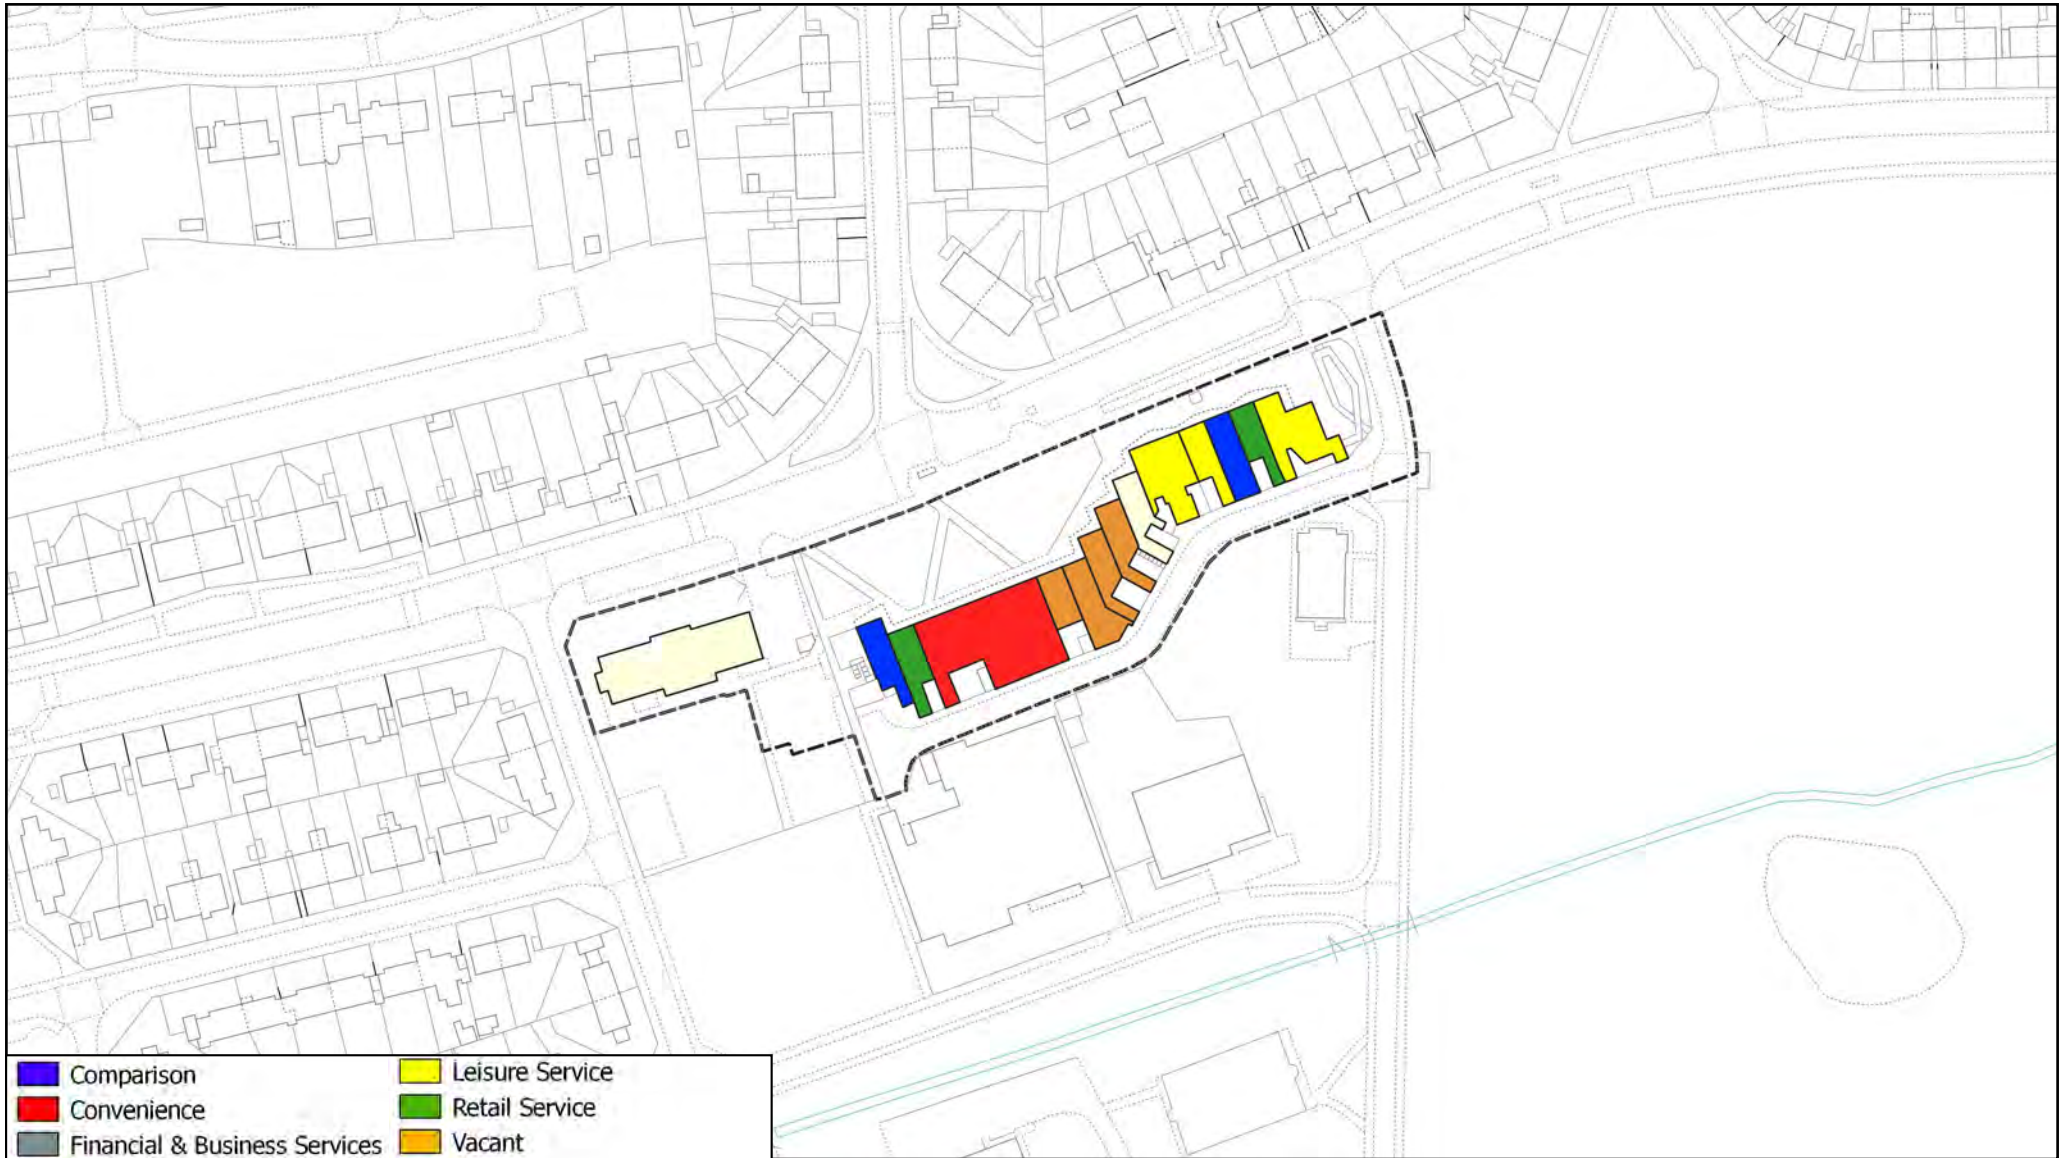 Comparison
Convenience
Financial & Business Services
Leisure Service
Retail Service
Vacant